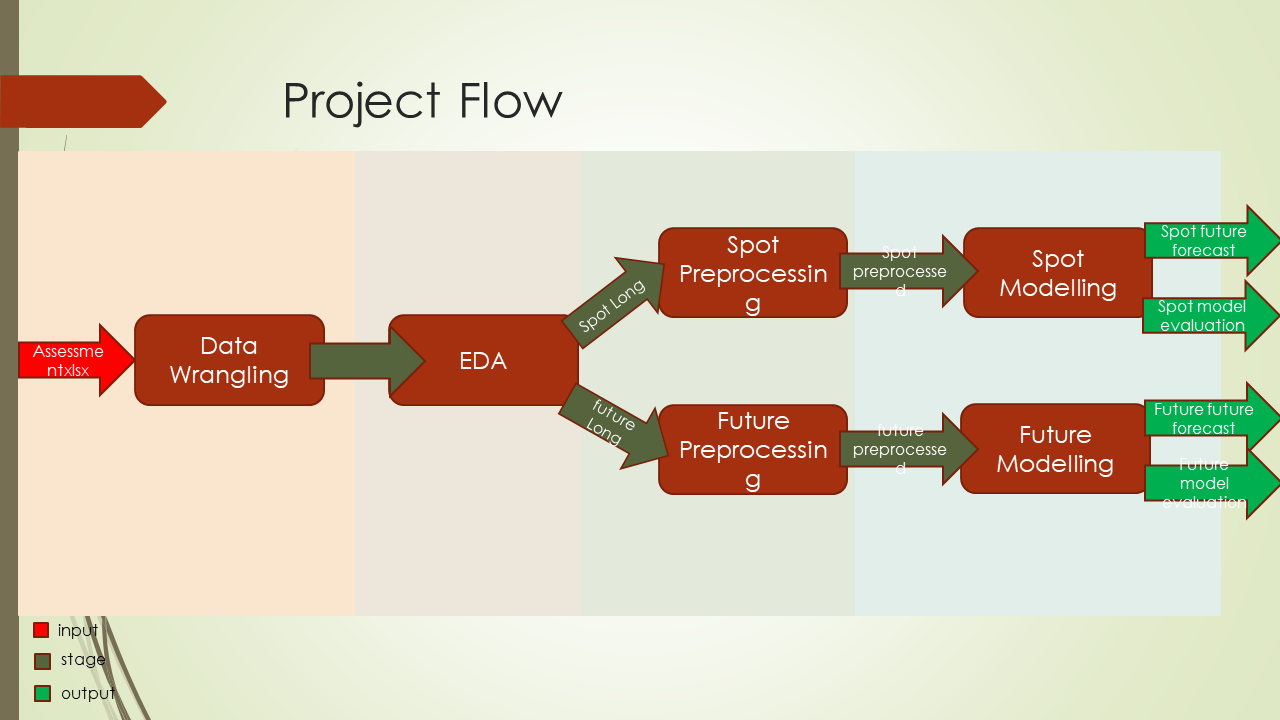 Project Flow
Assessme
ntxlsx
Data
Wrangling
EDA
Spot Long
future
Long
Spot
Preprocessin
g
Future
Preprocessin
g
Spot
preprocesse
d
future
preprocesse
d
Spot
Modelling
Future
Modelling
Spot future
forecast
Spot model
evaluation
Future future
forecast
Future
model
evaluation
input
stage
output